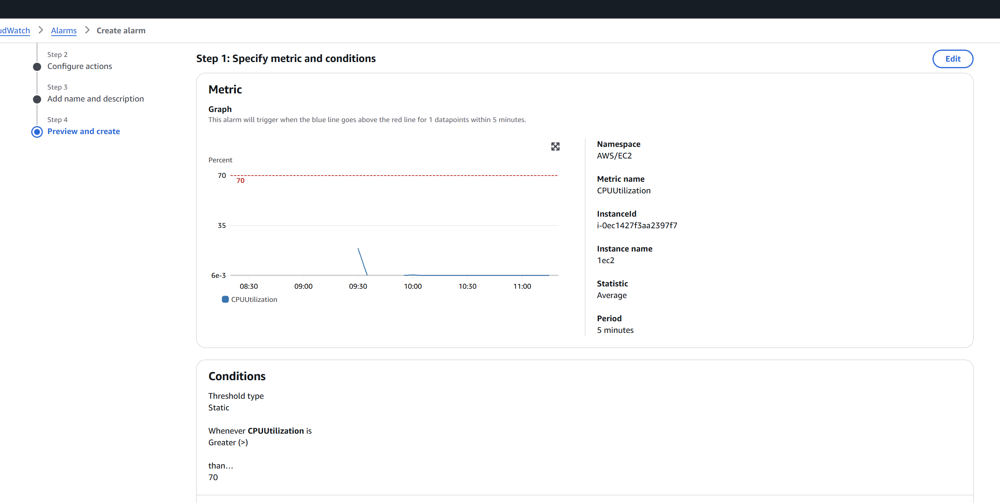 udWatch > Alarms > Create alarm
Step 2
Configure actions
Step 3
Add name and description
Step 4
Preview and create
Step 1: Specify metric and conditions
Edit
Metric
Graph
This alarm will trigger when the blue line goes above the red line for 1 datapoints within 5 minutes.
Percent
70
70
35
6e-3
08:30 09:00 09:30 10:00 10:30 11:00
CPUUtilization
Namespace
AWS/EC2
Metric name
CPUUtilization
InstanceId
i-0ec1427f3aa2397f7
Instance name
1ec2
Statistic
Average
Period
5 minutes
Conditions
Threshold type
Static
Whenever CPUUtilization is
Greater (>)
than…
70